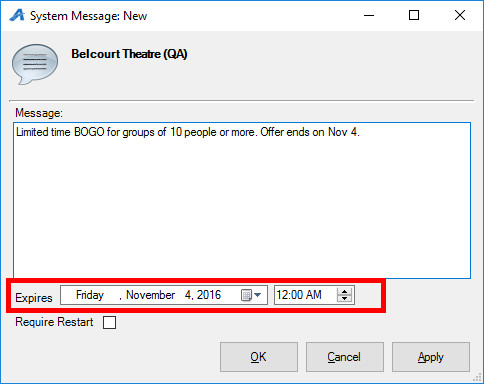 System Message: New
Belcourt Theatre (QA)
Message:
Limited time BOGO for groups of 10 people or more. Offer ends on Nov 4.
Expires Friday , November 4, 2016 12:00 AM
Require Restart
OK Cancel Apply